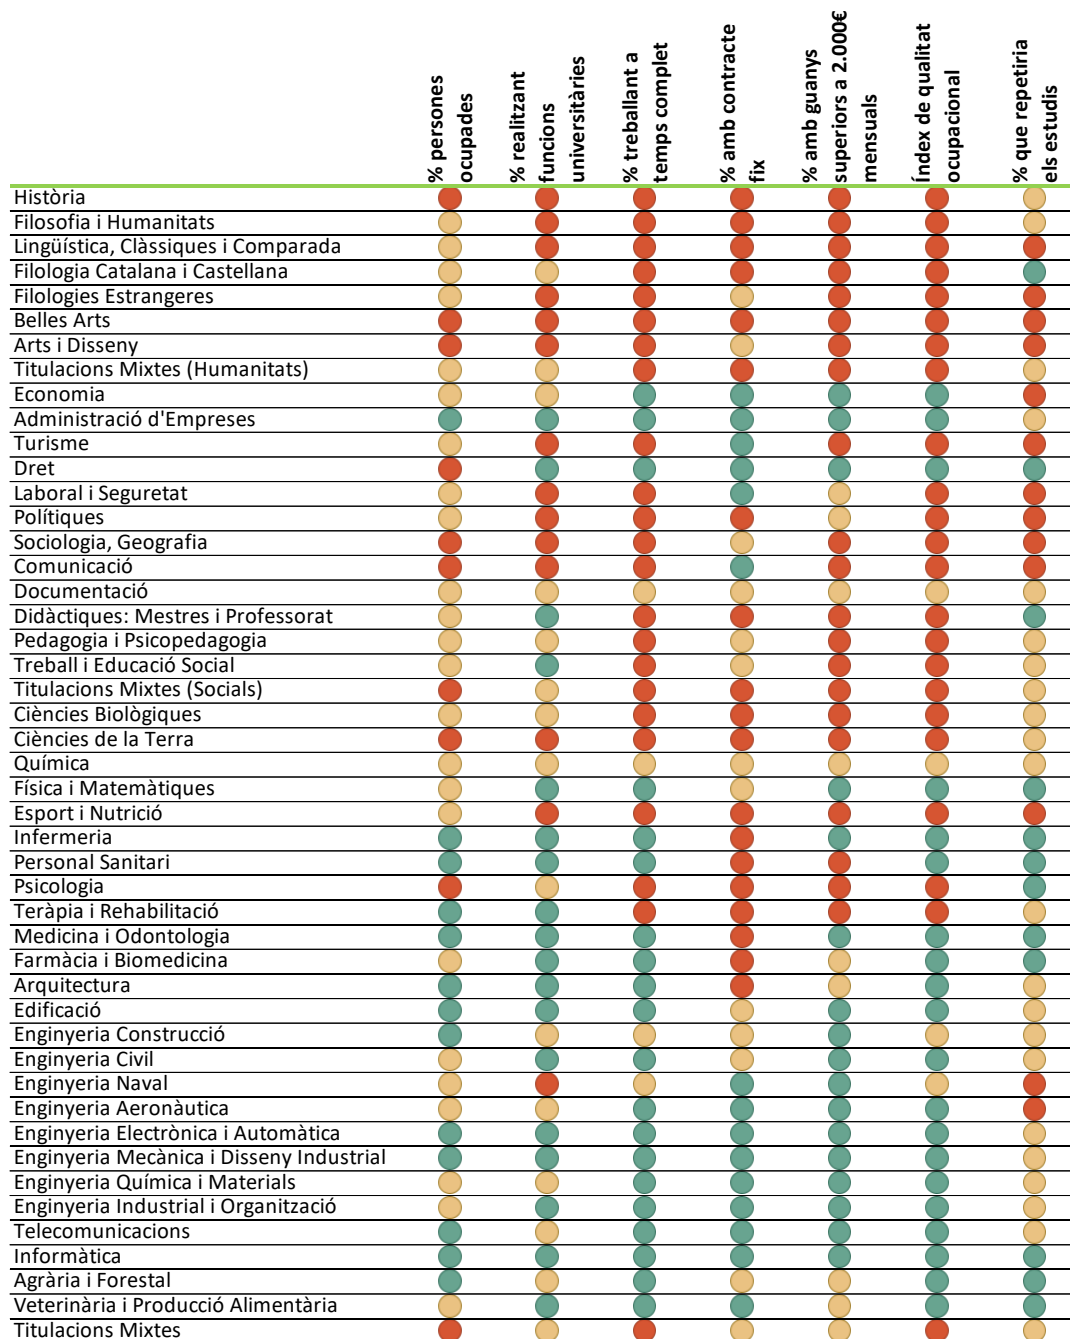 % persones
ocupades
% realitzant
funcions
universitàries
% treballant a
temps complet
% amb contracte
fix
% amb guanys
superiors a 2.000€
mensuals
Índex de qualitat
ocupacional
% que repetiria
els estudis
Història
Filosofia i Humanitats
Lingüística, Clàssiques i Comparada
Filologia Catalana i Castellana
Filologies Estrangeres
Belles Arts
Arts i Disseny
Titulacions Mixtes (Humanitats)
Economia
Administració d'Empreses
Turisme
Dret
Laboral i Seguretat
Polítiques
Sociologia, Geografia
Comunicació
Documentació
Didàctiques: Mestres i Professorat
Pedagogia i Psicopedagogia
Treball i Educació Social
Titulacions Mixtes (Socials)
Ciències Biològiques
Ciències de la Terra
Química
Física i Matemàtiques
Esport i Nutrició
Infermeria
Personal Sanitari
Psicologia
Teràpia i Rehabilitació
Medicina i Odontologia
Farmàcia i Biomedicina
Arquitectura
Edificació
Enginyeria Construcció
Enginyeria Civil
Enginyeria Naval
Enginyeria Aeronàutica
Enginyeria Electrònica i Automàtica
Enginyeria Mecànica i Disseny Industrial
Enginyeria Química i Materials
Enginyeria Industrial i Organització
Telecomunicacions
Informàtica
Agrària i Forestal
Veterinària i Producció Alimentària
Titulacions Mixtes